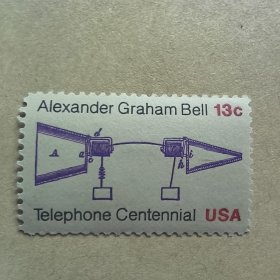 Alexander Graham Bell 13c
A a b d h i
Telephone Centennial USA